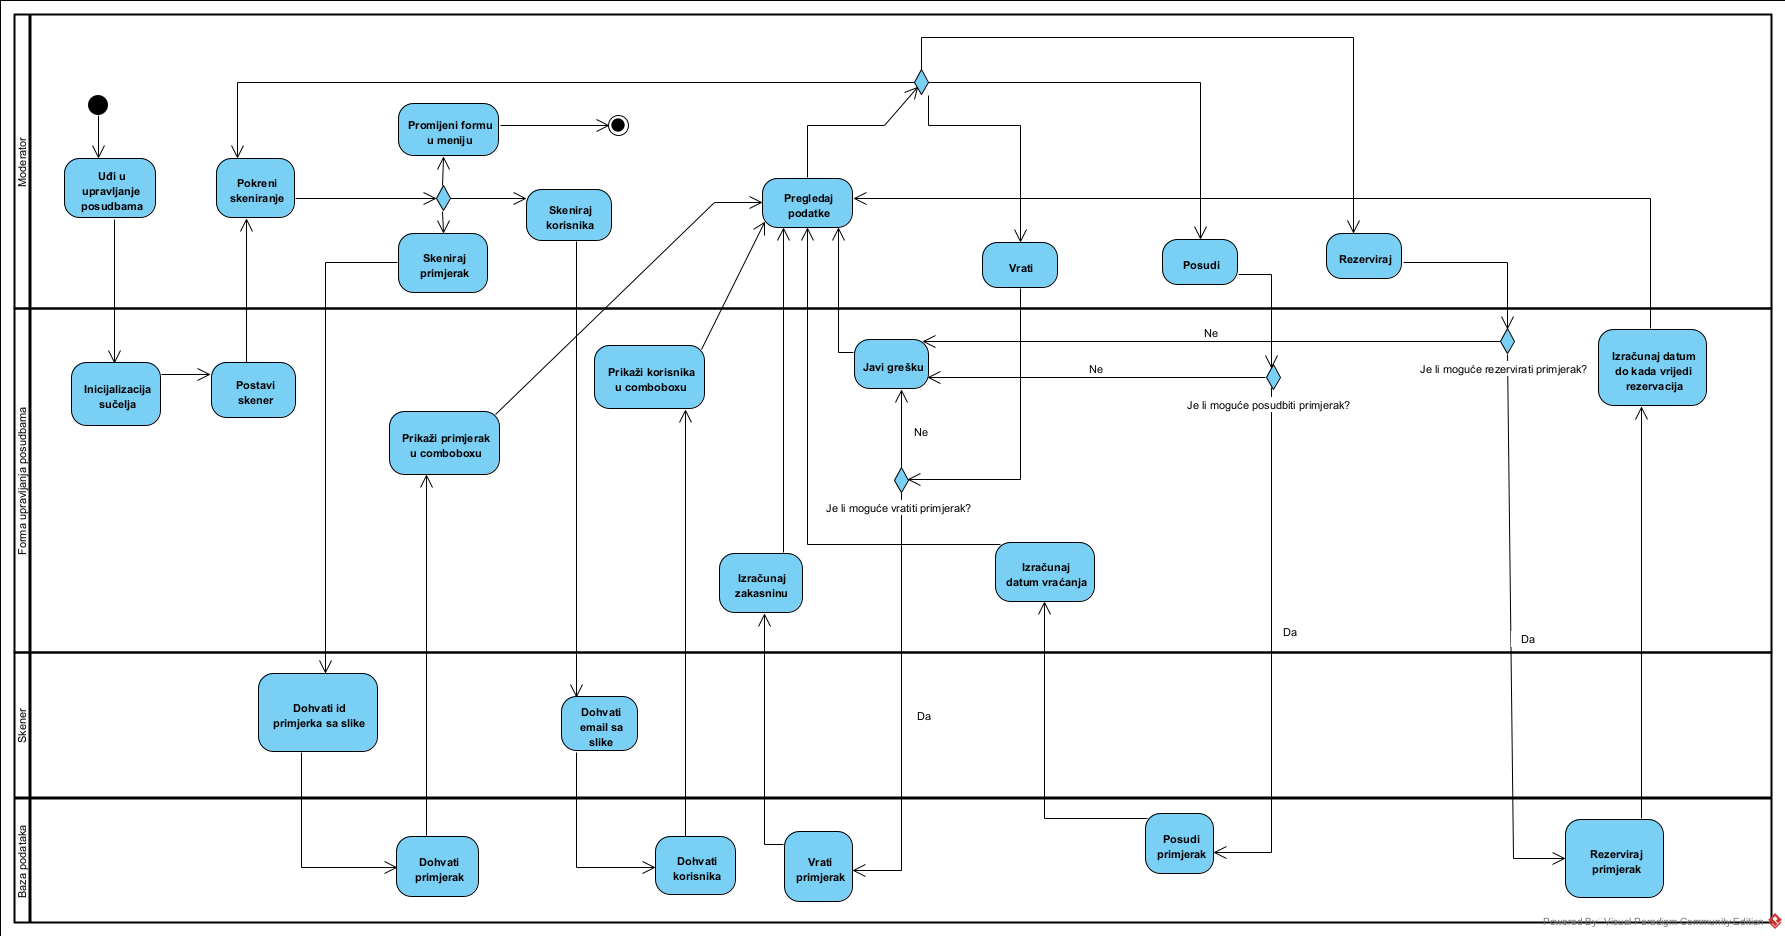 Moderator
Uđi u
upravljanje
posudbama
Pokreni
skeniranje
Promijeni formu
u meniju
Skeniraj
korisnika
Skeniraj
primjerak
Pregledaj
podatke
Vrati
Posudi
Rezerviraj
Forma upravljanja posudbama
Inicijalizacija
sučelja
Postavi
skener
Prikaži primjerak
u comboboxu
Prikaži korisnika
u comboboxu
Javi grešku
Ne
Ne
Ne
Je li moguće rezervirati primjerak?
Je li moguće posudbiti primjerak?
Je li moguće vratiti primjerak?
Izračunaj datum
do kada vrijedi
rezervacija
Izračunaj
zakasninu
Izračunaj
datum vraćanja
Da
Da
Skener
Dohvati id
primjerka sa slike
Dohvati
email sa
slike
Da
Baza podataka
Dohvati
primjerak
Dohvati
korisnika
Vrati
primjerak
Posudi
primjerak
Rezerviraj
primjerak
Powered By Visual Paradigm Community Edition